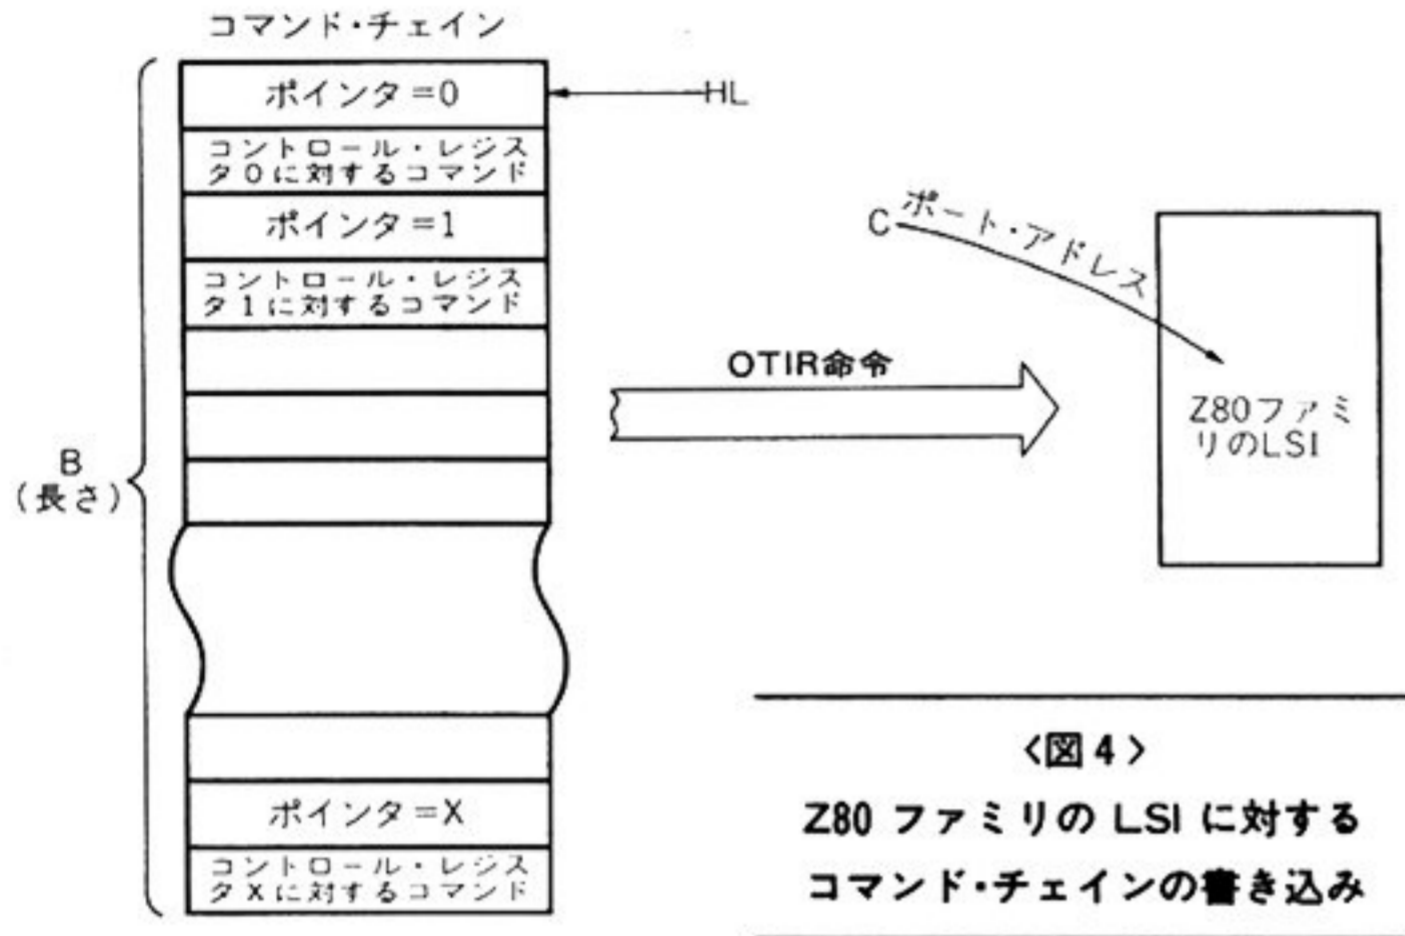 コマンド・チェイン
ポインタ=0
HL
コントロール・レジス
タ0に対するコマンド
ポインタ=1
コントロール・レジス
タ1に対するコマンド
B
(長さ)
ポインタ=X
コントロール・レジス
タXに対するコマンド
OTIR命令
C
ポート・アドレス
Z80ファミ
リのLSI
〈図4〉
Z80 ファミリの LSI に対する
コマンド・チェインの書き込み